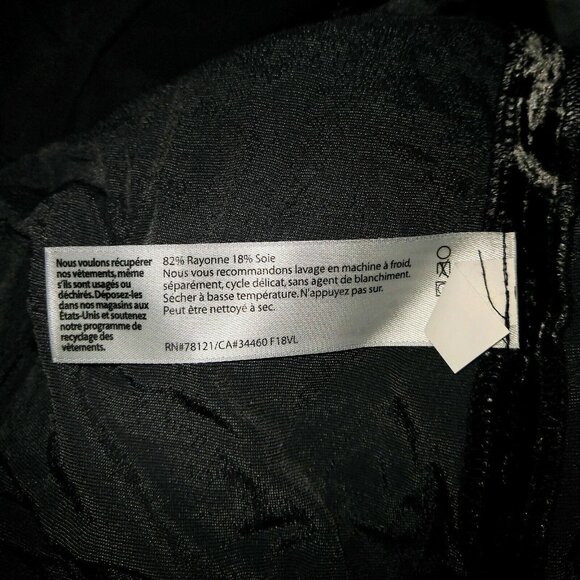 Nous voulons récupérer
nos vêtements, même
s'ils sont usagés ou
déchirés. Déposez-les
dans nos magasins aux
États-Unis et soutenez
notre programme de
recyclage des
vêtements.
82% Rayonne 18% Soie
Nous vous recommandons lavage en machine à froid,
séparément, cycle délicat, sans agent de blanchiment.
Sécher à basse température. N'appuyez pas sur.
Peut être nettoyé à sec.
RN#78121/CA#34460 F18VL